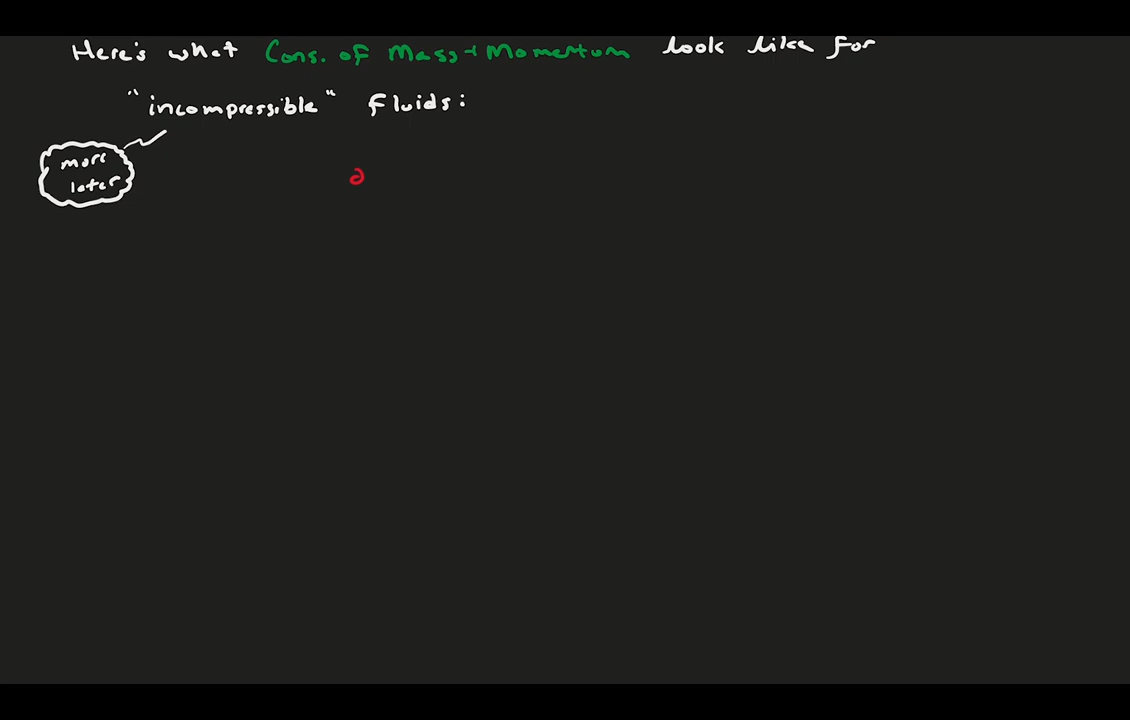 Here's what Cons. of Mass + Momentum look like for
"incompressible" fluids:
more
later
∂